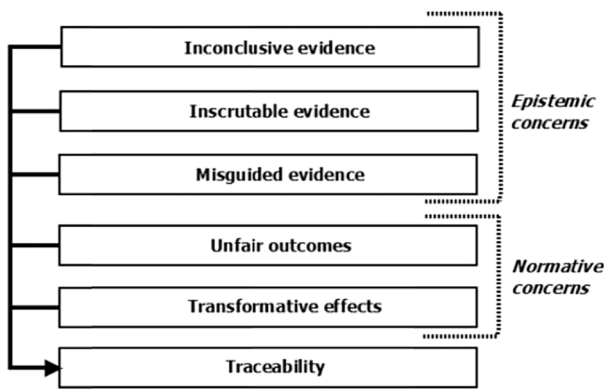 Inconclusive evidence
Inscrutable evidence
Misguided evidence
Epistemic
concerns
Unfair outcomes
Transformative effects
Normative
concerns
Traceability